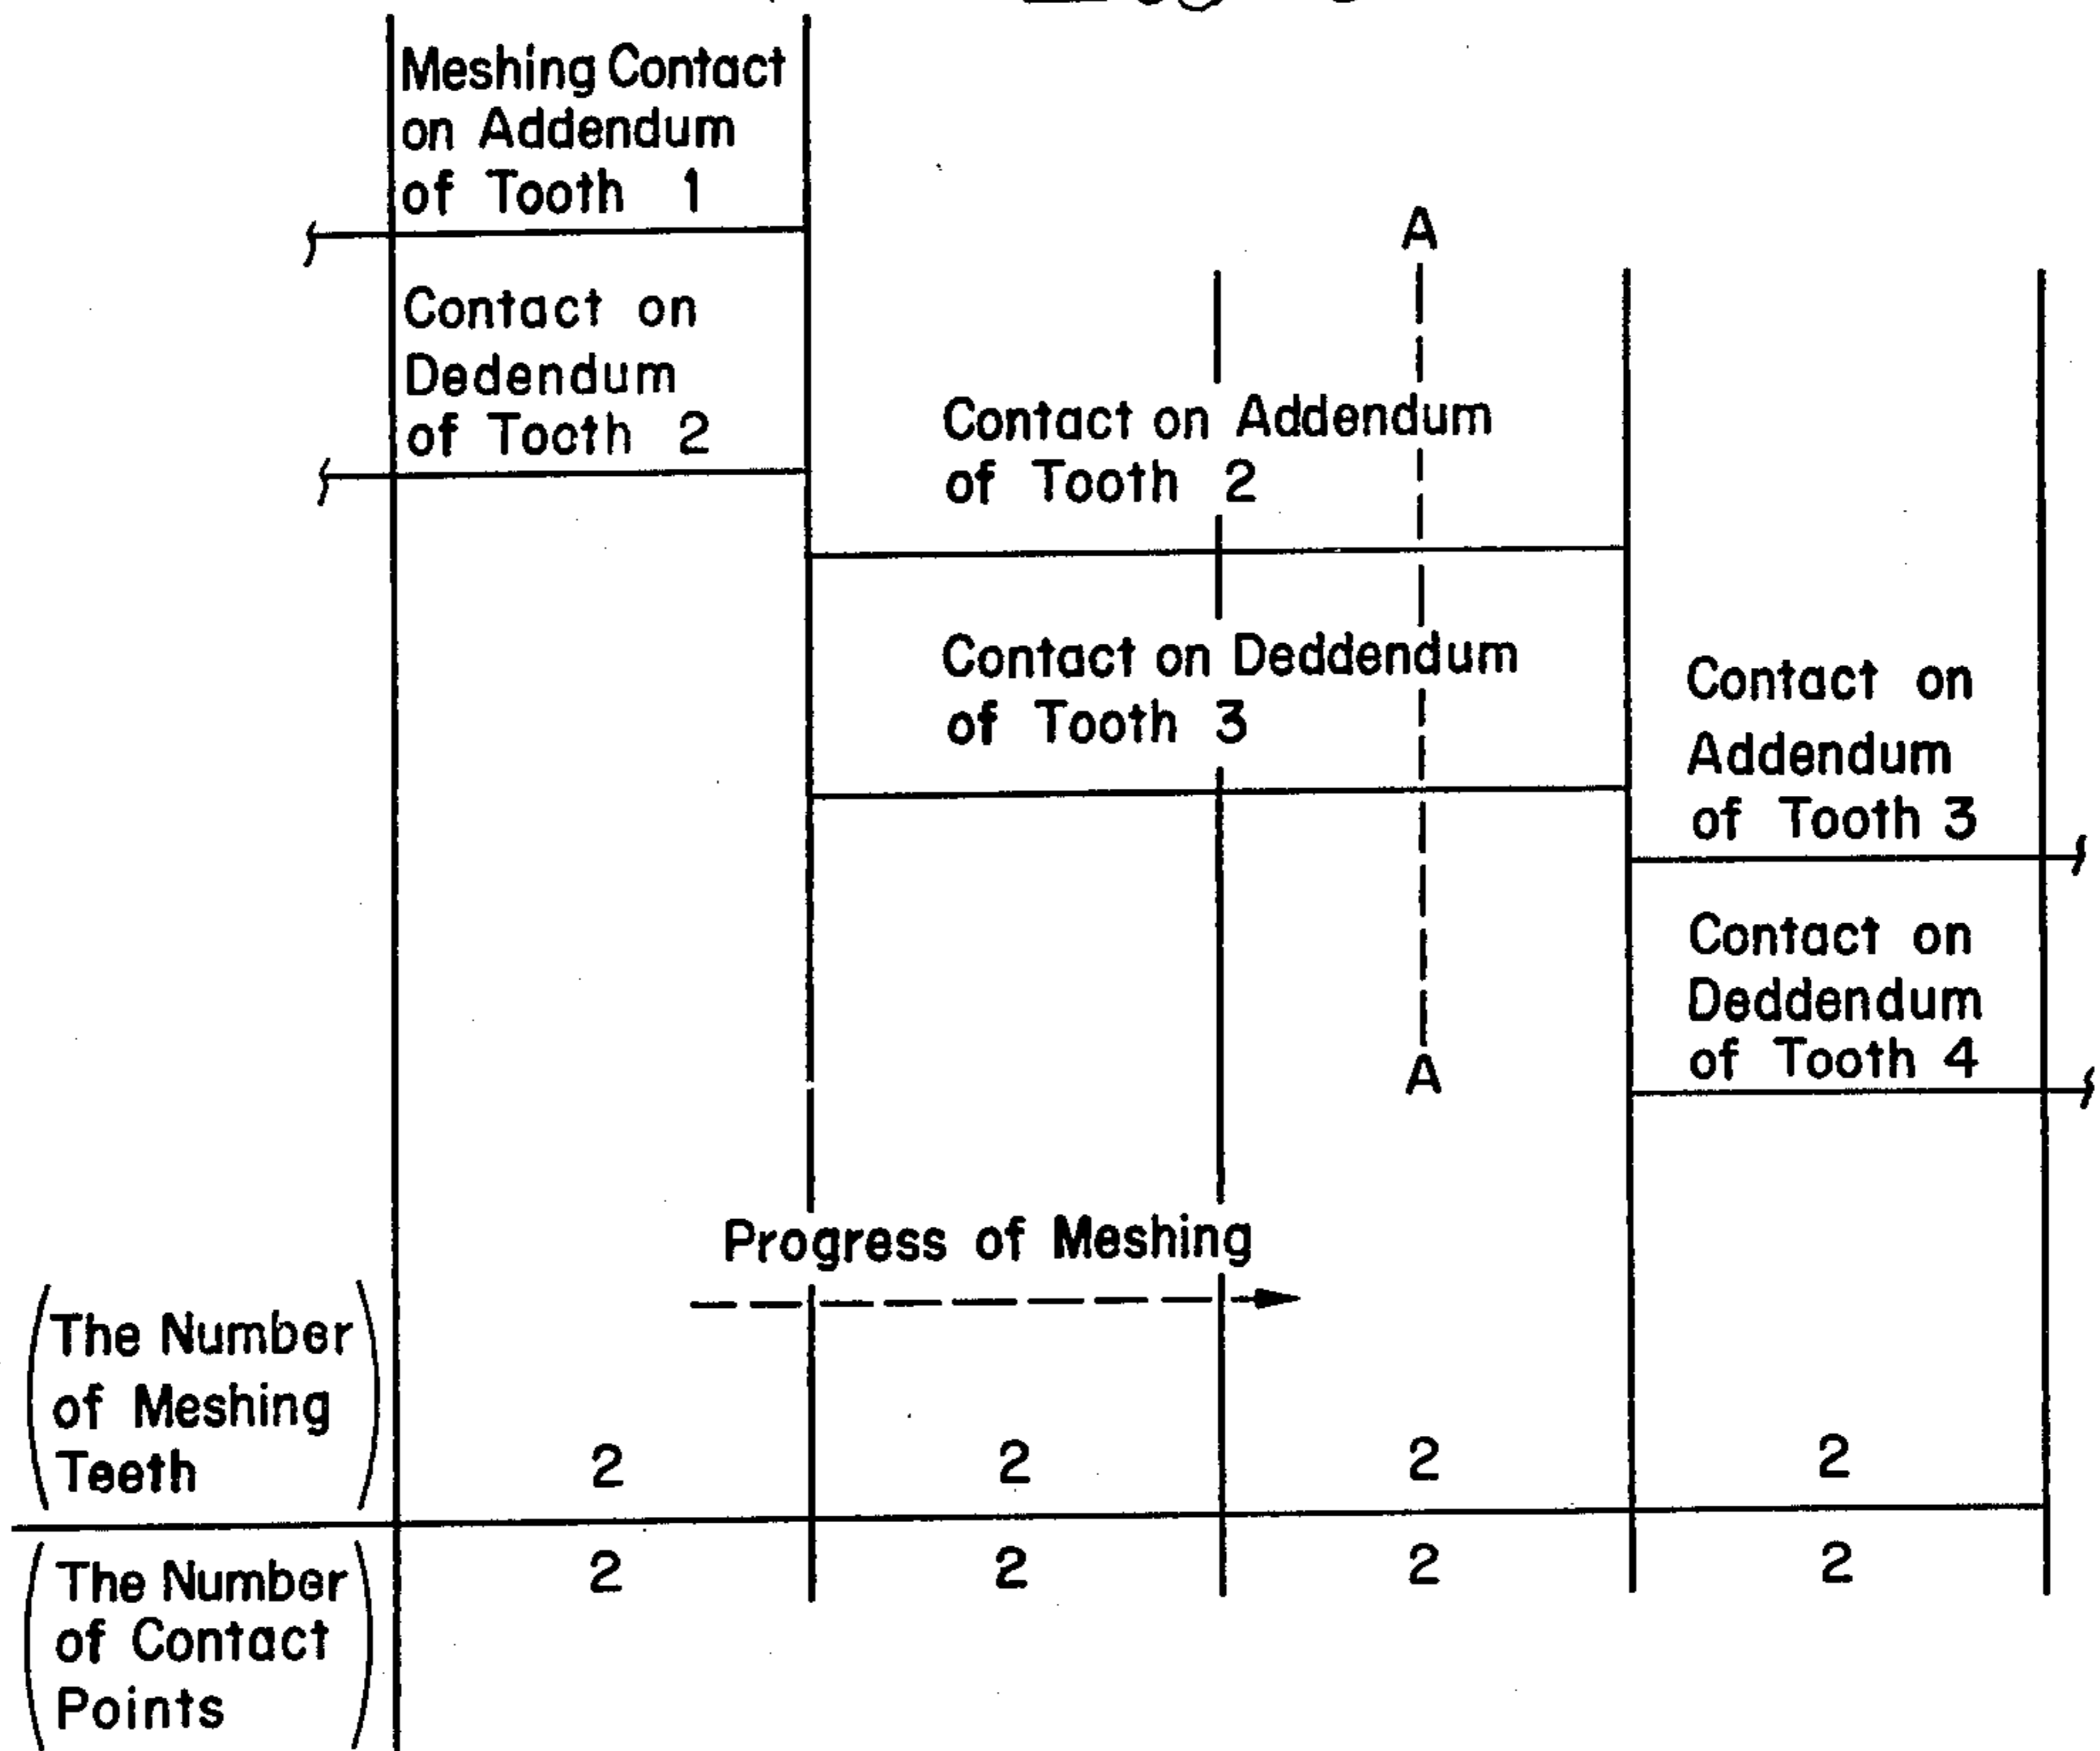 Meshing Contact
on Addendum
of Tooth 1
Contact on
Dedendum
of Tooth 2
A
Contact on Addendum
of Tooth 2
Contact on Deddendum
of Tooth 3
Contact on
Addendum
of Tooth 3
Contact on
Deddendum
of Tooth 4
A
Progress of Meshing
(The Number
of Meshing
Teeth)
2 2 2 2
(The Number
of Contact
Points)
2 2 2 2